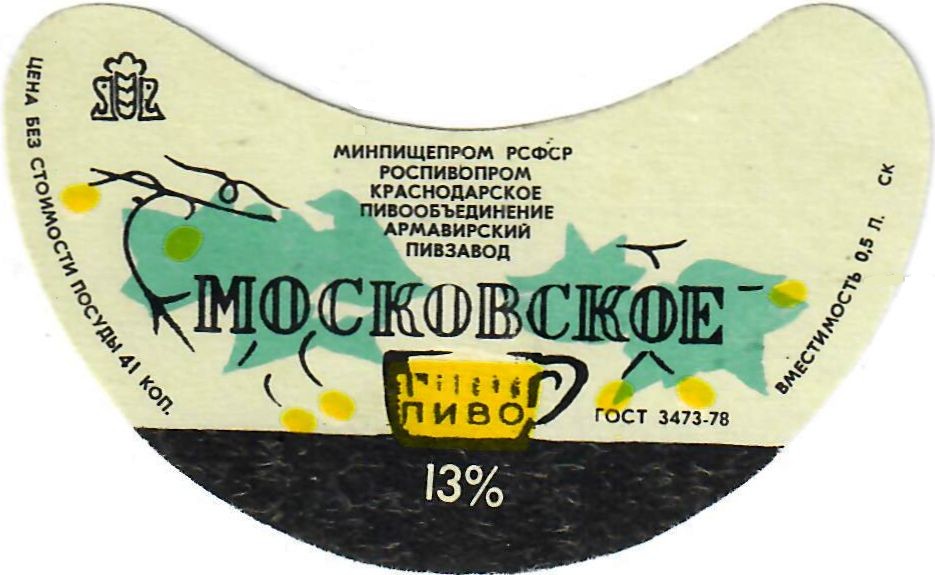 ЦЕНА БЕЗ СТОИМОСТИ ПОСУДЫ 41 КОП.
МИНПИЩЕПРОМ РСФСР
РОСПИВОПРОМ
КРАСНОДАРСКОЕ
ПИВООБЪЕДИНЕНИЕ
АРМАВИРСКИЙ
ПИВЗАВОД
МОСКОВСКОЕ
ПИВО
ГОСТ 3473-78
13%
ВМЕСТИМОСТЬ 0,5 Л. СК